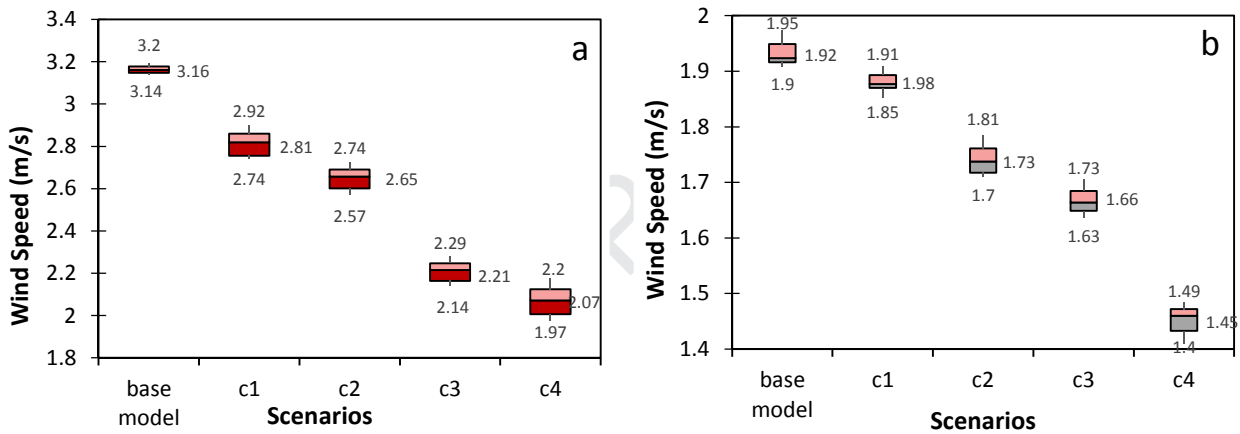 3.4
3.2
3
2.8
2.6
2.4
2.2
2
1.8
Wind Speed (m/s)
a
3.2
3.16
3.14
2.92
2.81
2.74
2.74
2.65
2.57
2.29
2.21
2.14
2.2
2.07
1.97
base model
c1
c2
c3
c4
Scenarios
2
1.9
1.8
1.7
1.6
1.5
1.4
Wind Speed (m/s)
b
1.95
1.92
1.9
1.91
1.98
1.85
1.81
1.73
1.7
1.73
1.66
1.63
1.49
1.45
1.4
base
model
c1
c2
c3
c4
Scenarios